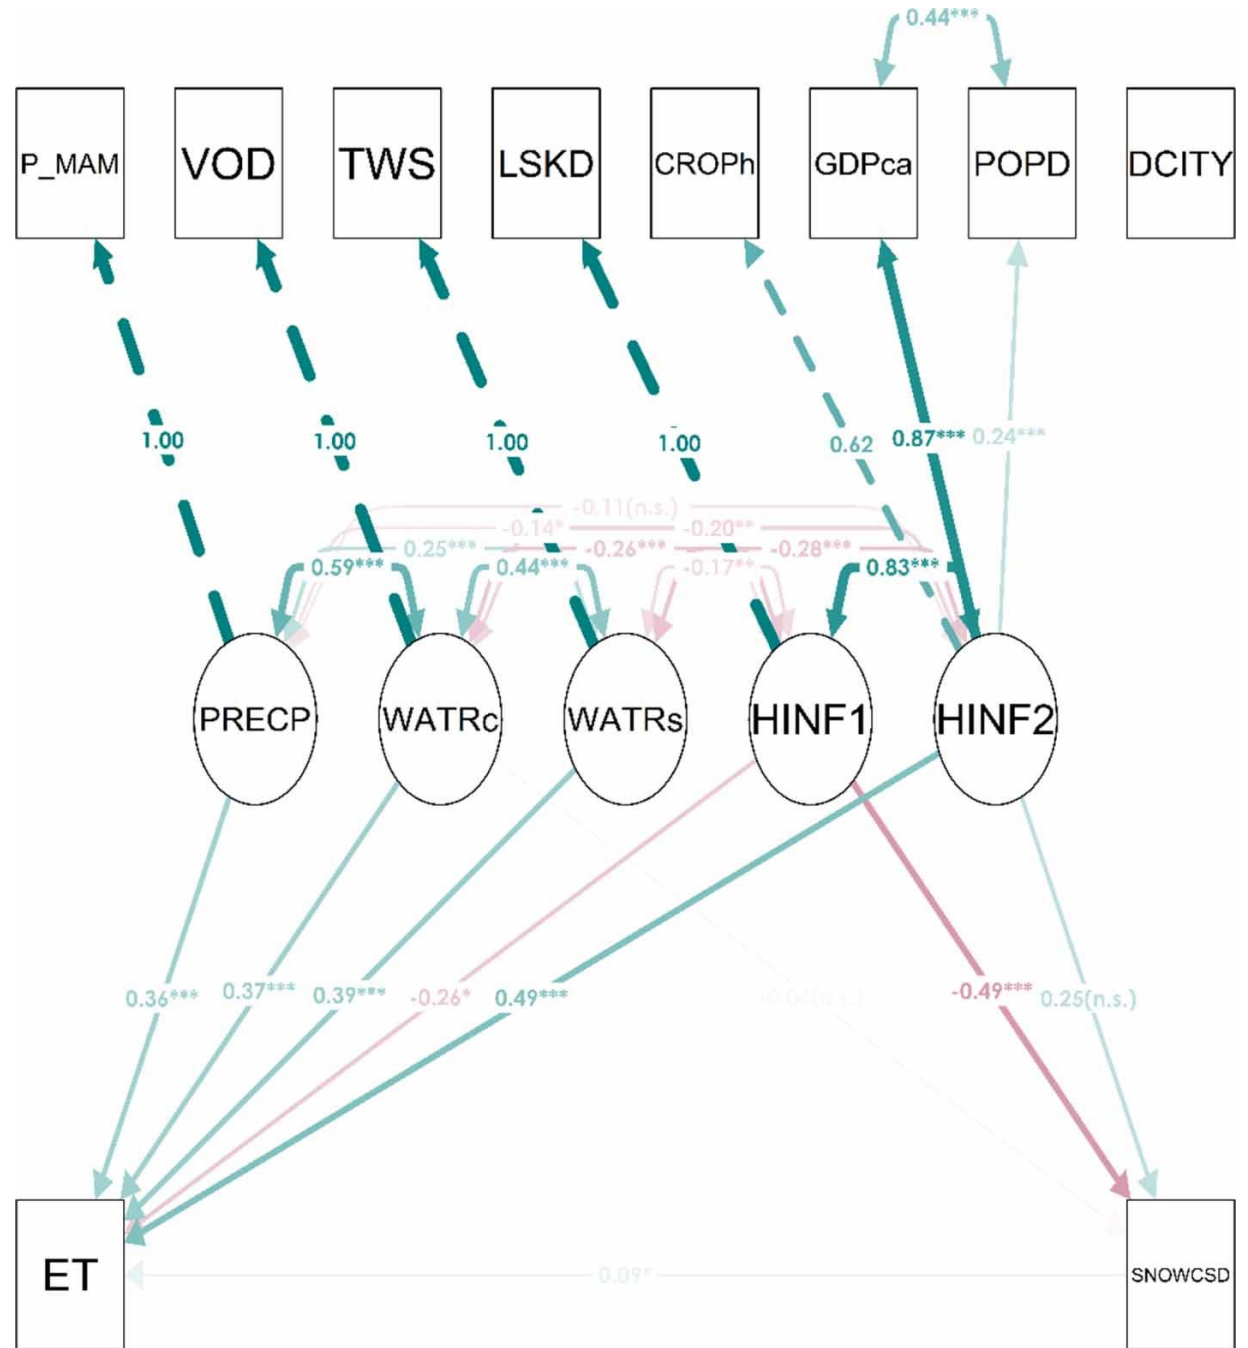 0.44***
P_MAM VOD TWS LSKD CROPh GDPca POPD DCITY
1.00 1.00 1.00 1.00 0.62 0.87*** 0.24***
-0.11(n.s.)
-0.14* -0.20**
0.25*** -0.26*** -0.28***
0.59*** 0.44*** -0.17** 0.83***
PRECP WATRc WATRs HINF1 HINF2
0.36*** 0.37*** 0.39*** -0.26* 0.49*** -0.04(n.s.) -0.49*** 0.25(n.s.)
ET 0.09* SNOWCSD